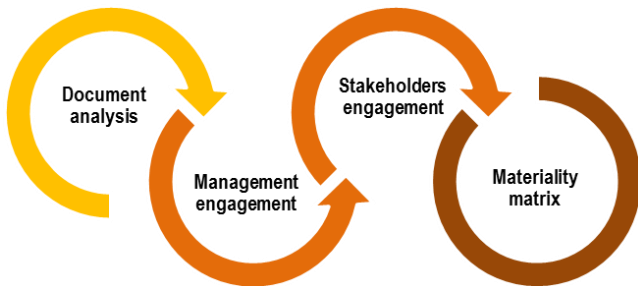 Document
analysis
Management
engagement
Stakeholders
engagement
Materiality
matrix